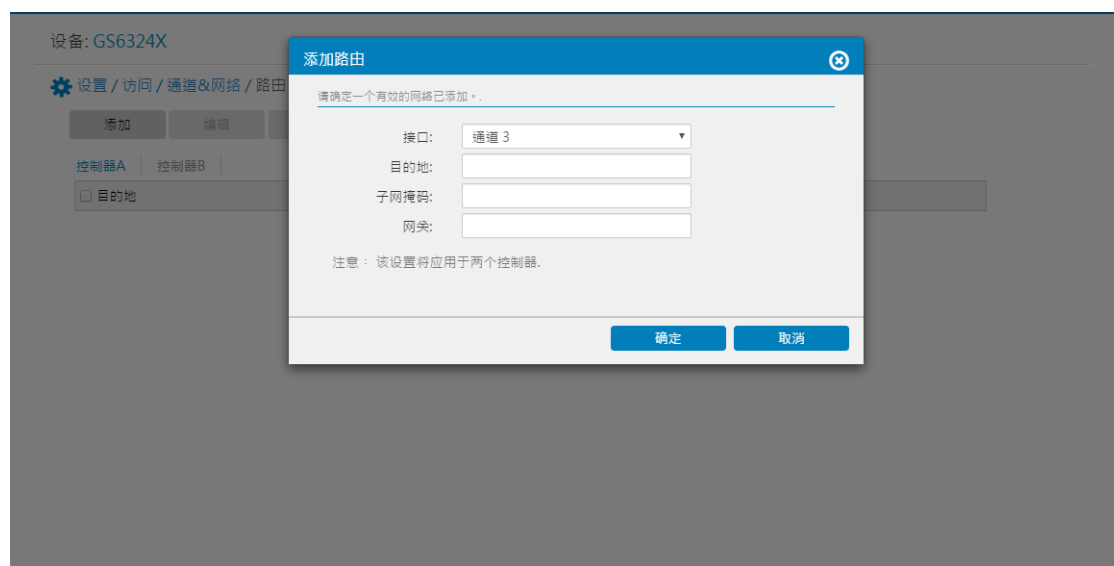 设备: GS6324X
设置 / 访问 / 通道&网络 / 路由
添加 编辑
控制器A 控制器B
目的地
添加路由
请确定一个有效的网络已添加。.
接口: 通道 3
目的地:
子网掩码:
网关:
注意： 该设置将应用于两个控制器.
确定 取消